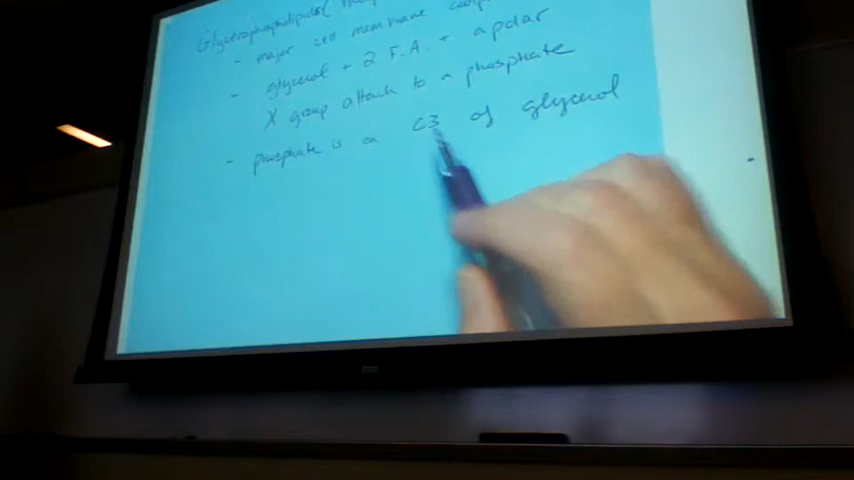 Glycerophospholipids (
- major cell membrane
- glycerol + 2 F.A. + a polar
X group attach to a phosphate
- phosphate is on C3 of glycerol